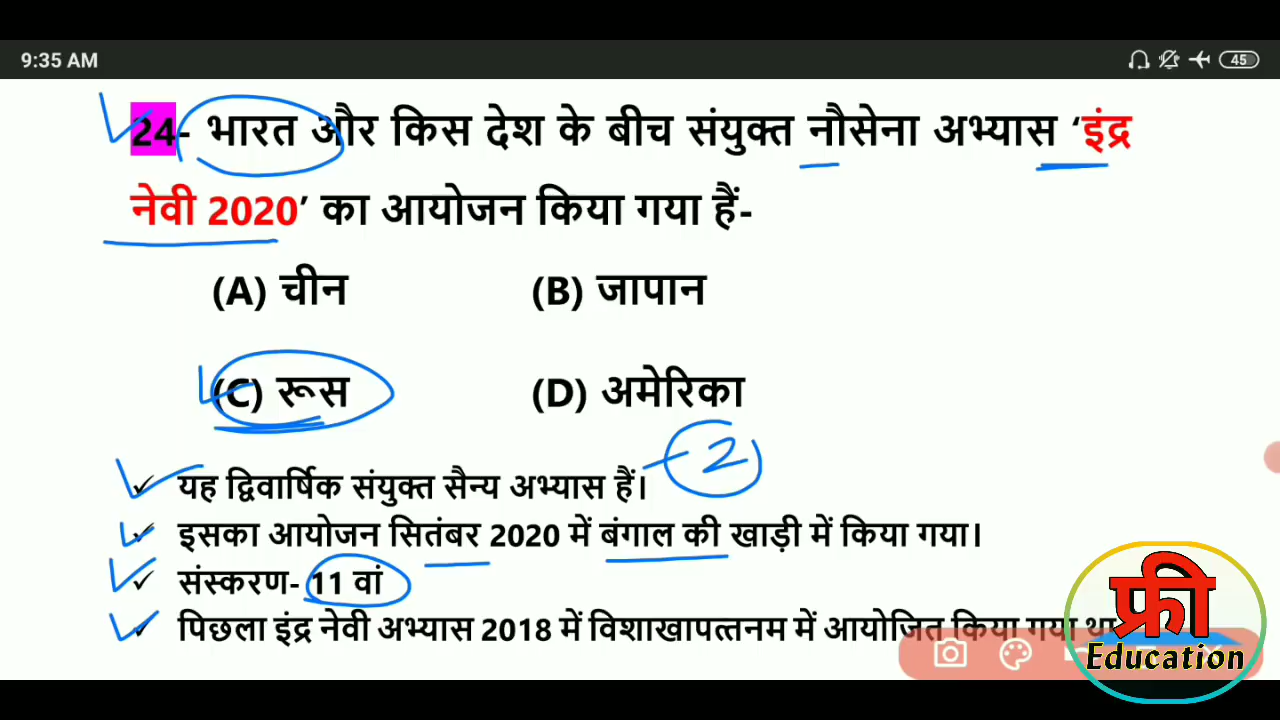 9:35 AM
45
24- भारत और किस देश के बीच संयुक्त नौसेना अभ्यास ‘इंद्र
नेवी 2020’ का आयोजन किया गया हैं-
(A) चीन (B) जापान
(C) रूस (D) अमेरिका
2
✓ यह द्विवार्षिक संयुक्त सैन्य अभ्यास हैं।
✓ इसका आयोजन सितंबर 2020 में बंगाल की खाड़ी में किया गया।
✓ संस्करण- 11 वां
✓ पिछला इंद्र नेवी अभ्यास 2018 में विशाखापत्तनम में आयोजित किया गया था
फ्री
Education